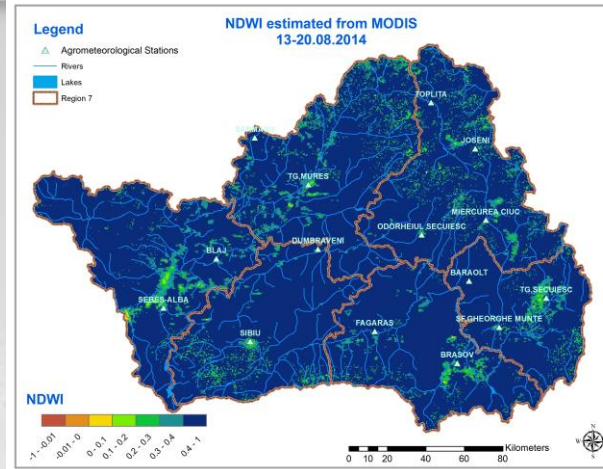 NDWI estimated from MODIS
13-20.08.2014
Legend
Agrometeorological Stations
Rivers
Lakes
Region 7
TOPLITA
JOSENI
TG.MURES
MIERCUREA CIUC
ODORHEIUL SECUIESC
DUMBRAVENI
BLAJ
BARAOLT
TG.SECUIESC
SEBES-ALBA
SF.GHEORGHE MUNTE
FAGARAS
SIBIU
BRASOV
NDWI
-1 - -0.01
-0.01 - 0
0 - 0.1
0.1 - 0.2
0.2 - 0.3
0.3 - 0.4
0.4 - 1
Kilometers
0 10 20 40 60 80
N
W E
S